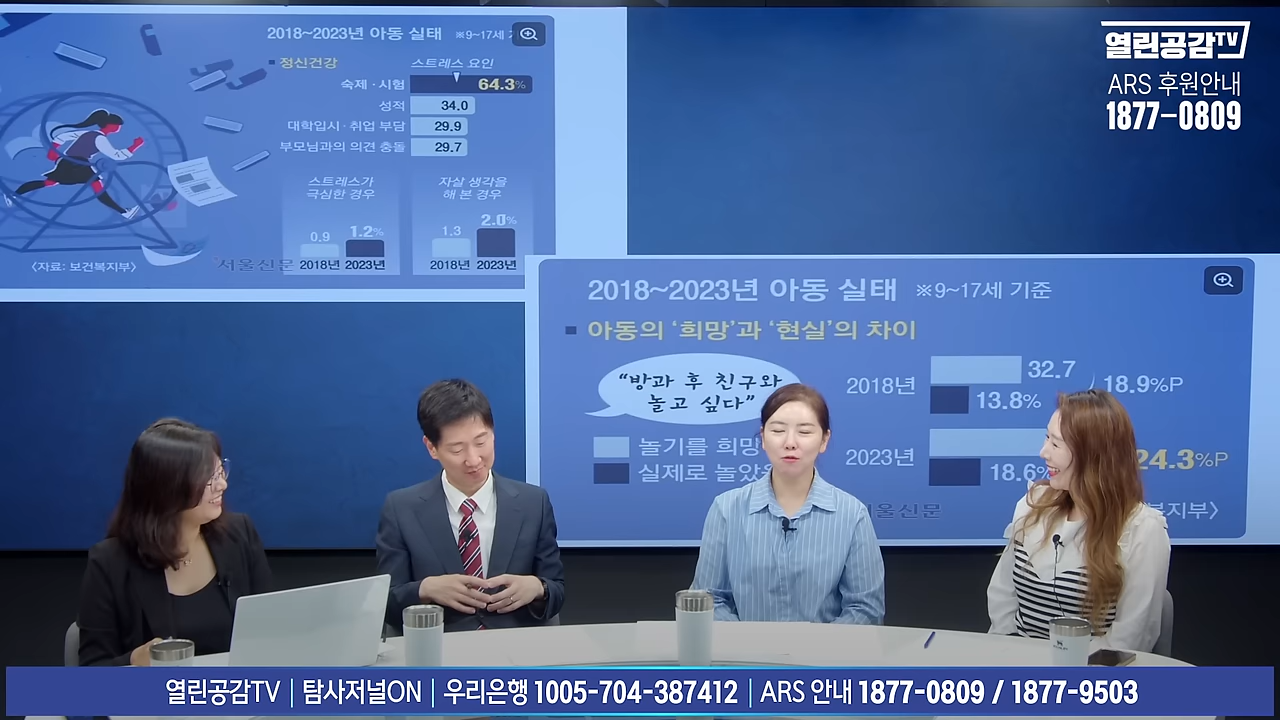 2018~2023년 아동 실태 ※9~17세
■ 정신건강
스트레스 요인
숙제·시험 64.3%
성적 34.0
대학입시·취업 부담 29.9
부모님과의 의견 충돌 29.7
스트레스가
극심한 경우
0.9 1.2%
2018년 2023년
자살 생각을
해 본 경우
1.3 2.0%
2018년 2023년
〈자료: 보건복지부〉
서울신문
열린공감TV
ARS 후원안내
1877-0809
2018~2023년 아동 실태 ※9~17세 기준
■ 아동의 ‘희망’과 ‘현실’의 차이
“방과 후 친구와
놀고 싶다”
놀기를 희망
실제로 놀았
2018년 32.7
13.8% 18.9%P
2023년
18.6% 24.3%P
울신문
복지부〉
열린공감TV | 탐사저널ON | 우리은행 1005-704-387412 | ARS 안내 1877-0809 / 1877-9503